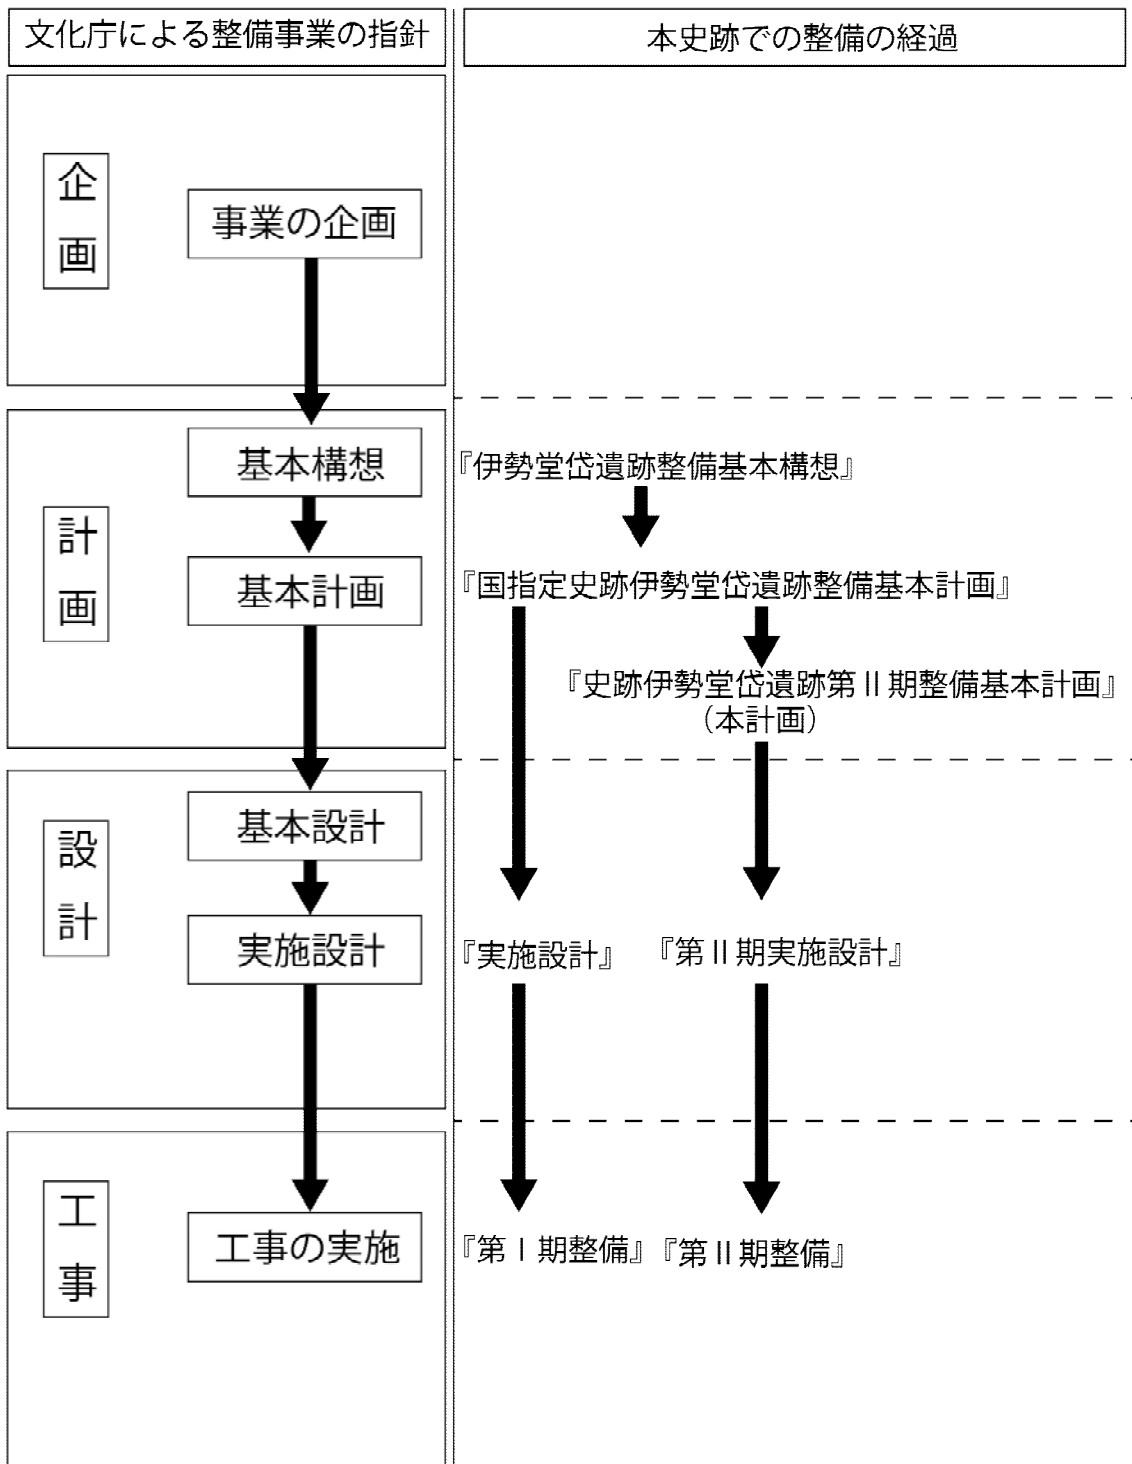 文化庁による整備事業の指針
本史跡での整備の経過
企画
事業の企画
計画
基本構想
『伊勢堂岱遺跡整備基本構想』
基本計画
『国指定史跡伊勢堂岱遺跡整備基本計画』
『史跡伊勢堂岱遺跡第Ⅱ期整備基本計画』
（本計画）
設計
基本設計
実施設計
『実施設計』
『第Ⅱ期実施設計』
工事
工事の実施
『第Ⅰ期整備』
『第Ⅱ期整備』